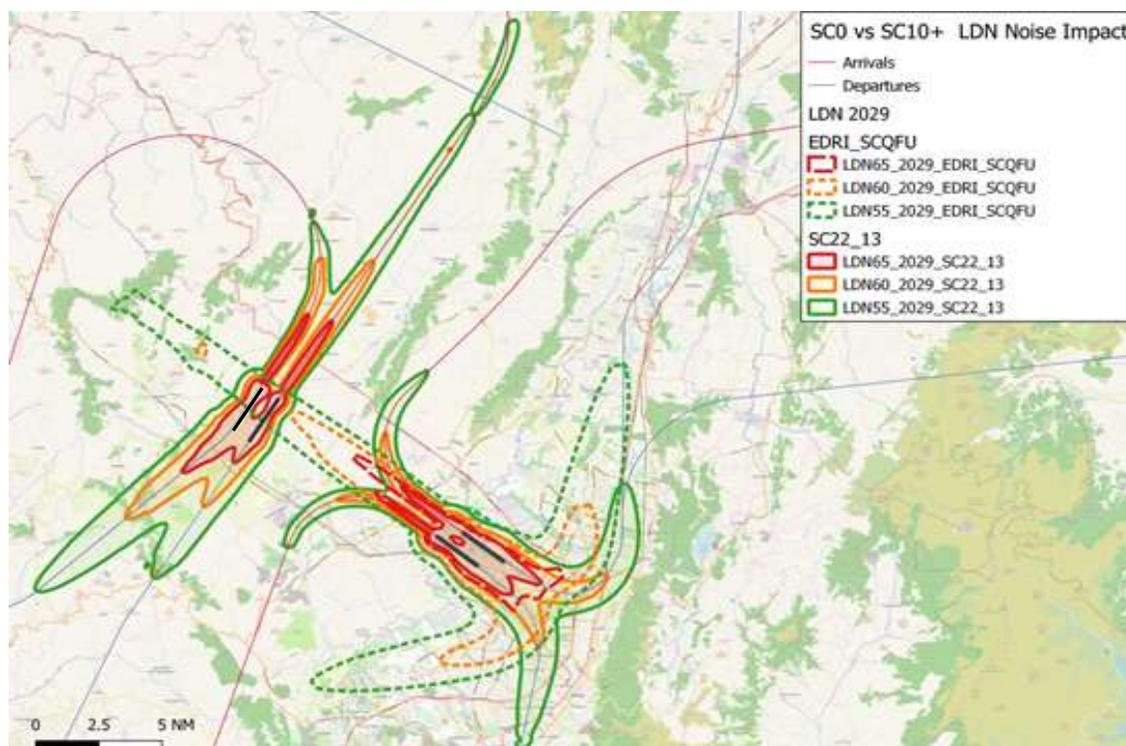 SC0 vs SC10+ LDN Noise Impact
Arrivals
Departures
LDN 2029
EDRI_SCQFU
LDN65_2029_EDRI_SCQFU
LDN60_2029_EDRI_SCQFU
LDN55_2029_EDRI_SCQFU
SC22_13
LDN65_2029_SC22_13
LDN60_2029_SC22_13
LDN55_2029_SC22_13
0 2.5 5 NM